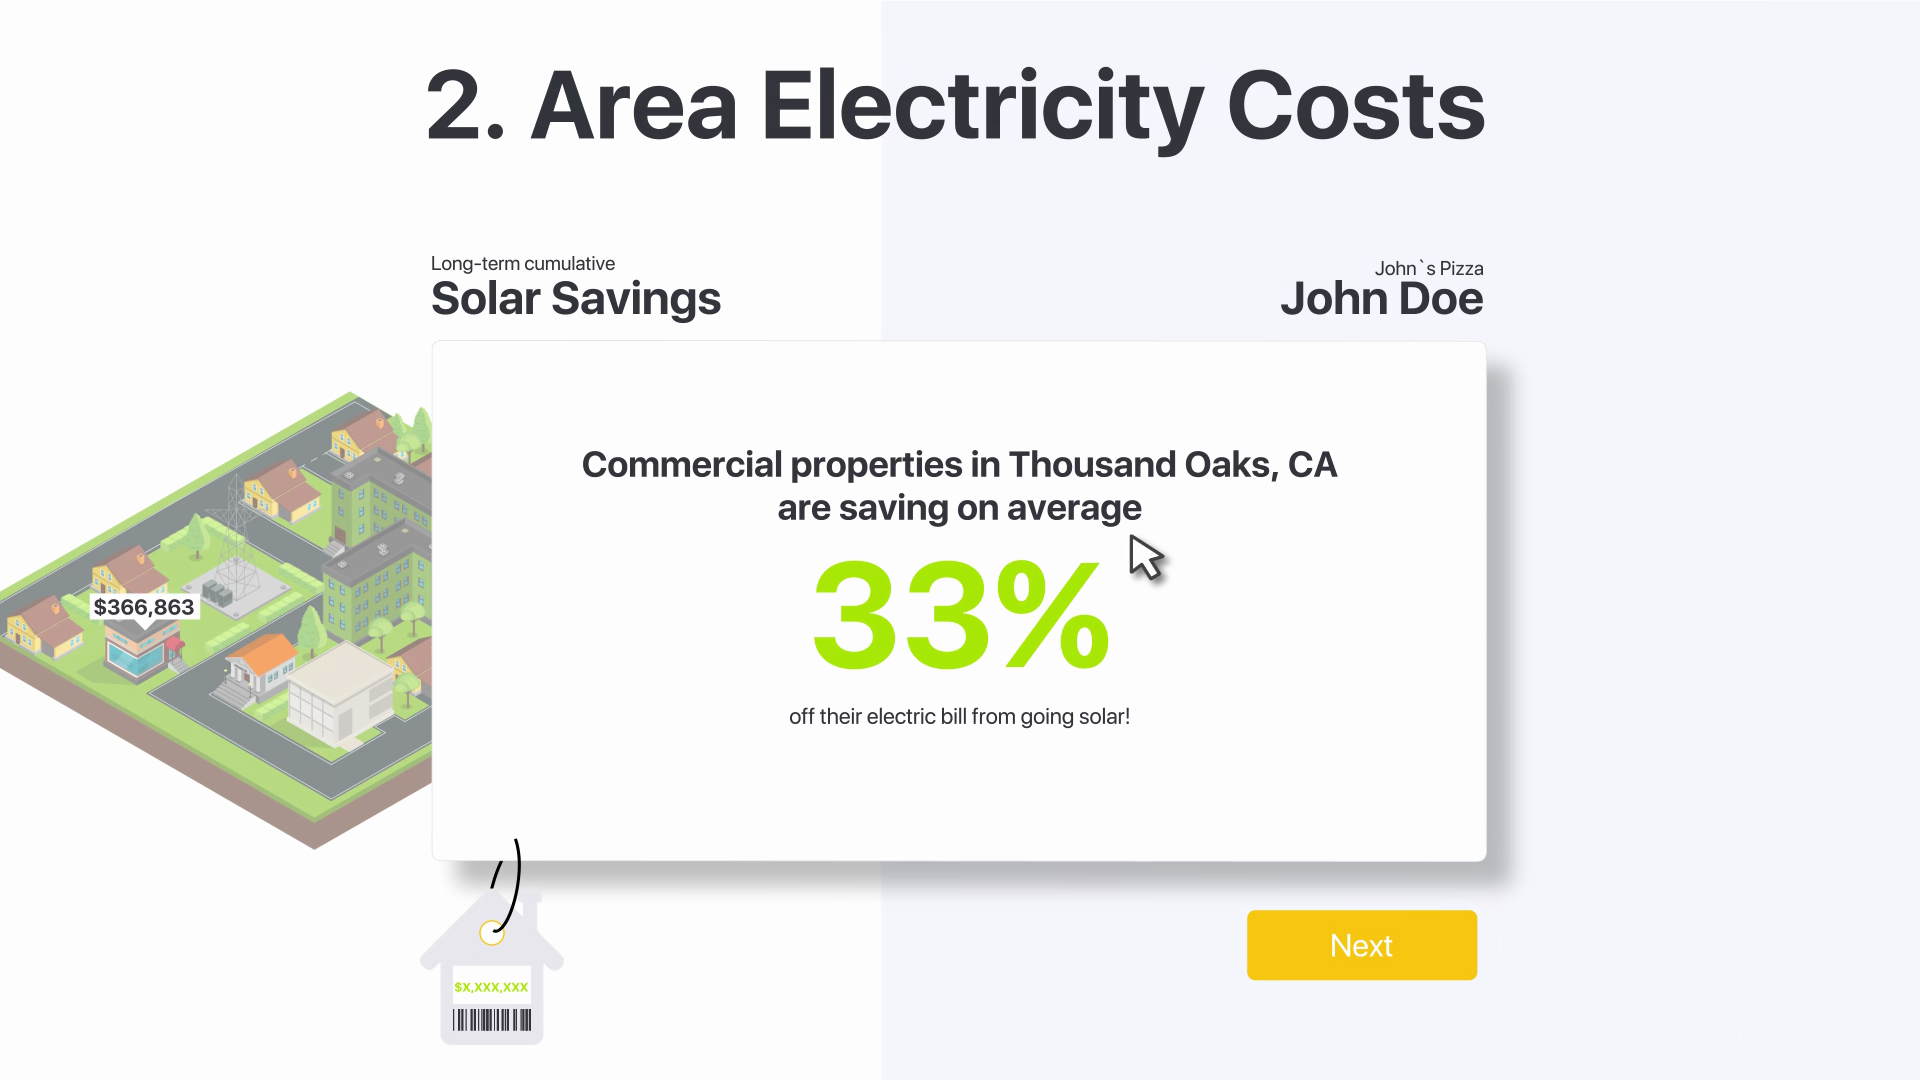 2. Area Electricity Costs
Long-term cumulative
Solar Savings
John`s Pizza
John Doe
Commercial properties in Thousand Oaks, CA
are saving on average
33%
off their electric bill from going solar!
$366,863
$X,XXX,XXX
Next